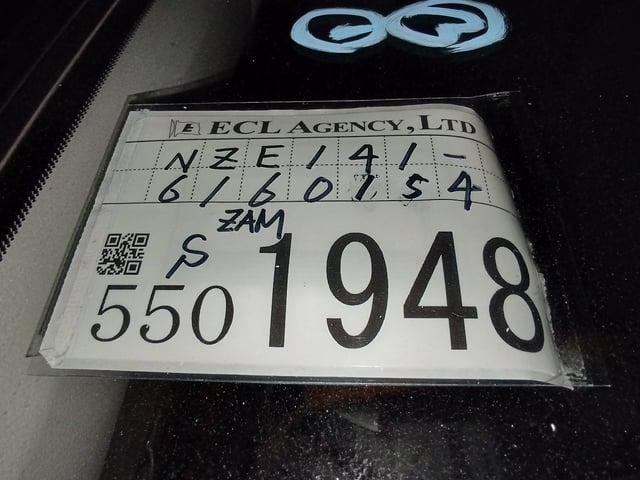 E ECL AGENCY, LTD
NZE141-
6160154
ZAM
S
550 1948